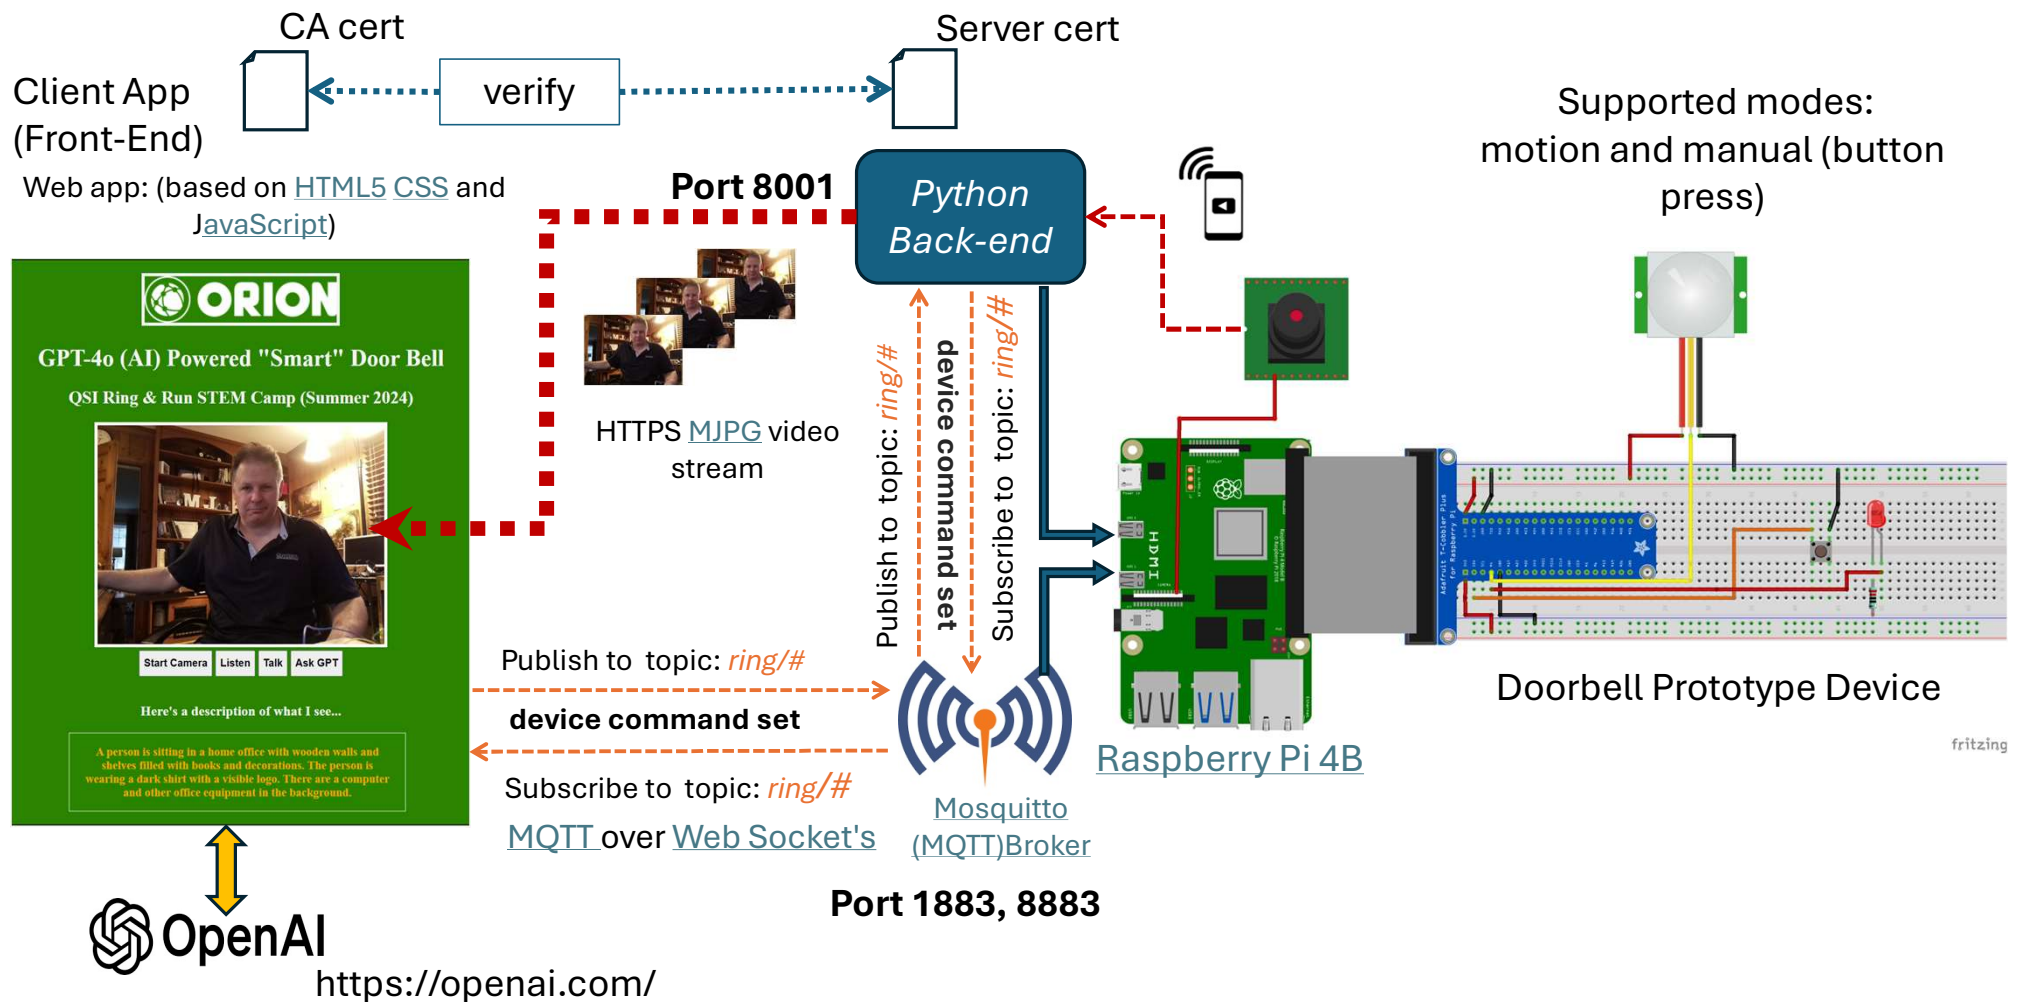 CA cert
Server cert
Client App
(Front-End)
verify
Web app: (based on HTML5 CSS and
JavaScript)
Port 8001
Python
Back-end
Supported modes:
motion and manual (button
press)
ORION
GPT-4o (AI) Powered "Smart" Door Bell
QSI Ring & Run STEM Camp (Summer 2024)
HTTPS MJPG video
stream
Publish to topic: ring/#
device command set
Subscribe to topic: ring/#
HDMI
Adafruit T-Cobbler Plus
for Raspberry Pi
Start Camera
Listen
Talk
Ask GPT
Here's a description of what I see...
A person is sitting in a home office with wooden walls and
shelves filled with books and decorations. The person is
wearing a dark shirt with a visible logo. There are a computer
and other office equipment in the background.
Publish to topic: ring/#
device command set
Subscribe to topic: ring/#
MQTT over Web Socket's
Mosquitto
(MQTT)Broker
Port 1883, 8883
Raspberry Pi 4B
Doorbell Prototype Device
fritzing
OpenAI
https://openai.com/